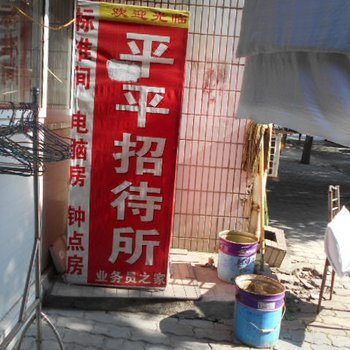 欢迎光临
平平招待所
标准间 电脑房 钟点房
业务员之家